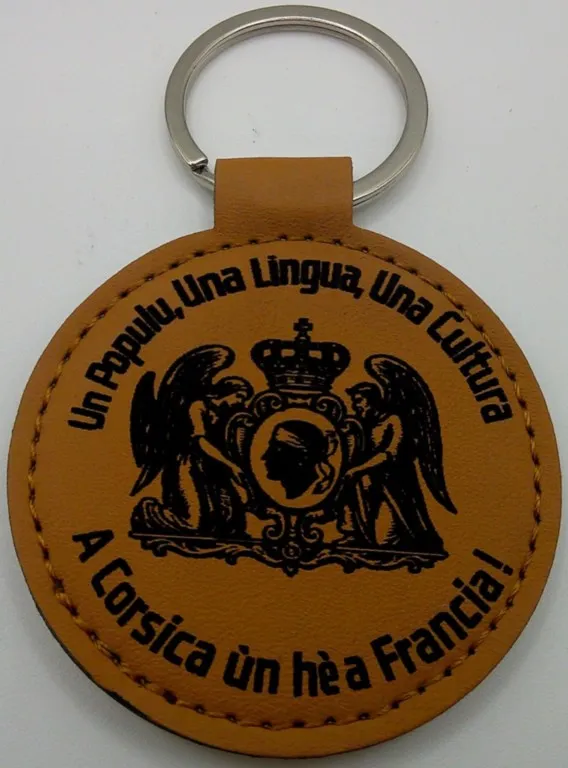 Un Populu, Una Lingua, Una Cultura
A Corsica ùn hè a Francia!